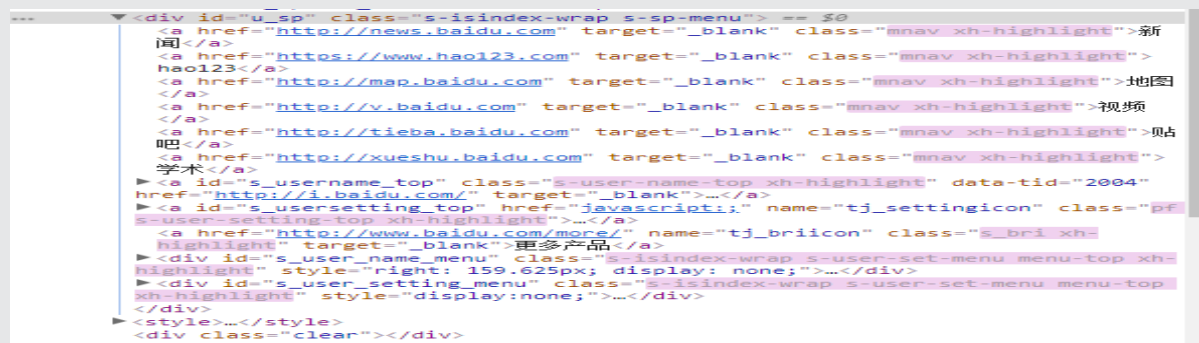 ... ▼<div id="u_sp" class="s-isindex-wrap s-sp-menu"> == $0
<a href="http://news.baidu.com" target="_blank" class="mnav xh-highlight">新
闻</a>
<a href="https://www.hao123.com" target="_blank" class="mnav xh-highlight">
hao123</a>
<a href="http://map.baidu.com" target="_blank" class="mnav xh-highlight">地图
</a>
<a href="http://v.baidu.com" target="_blank" class="mnav xh-highlight">视频
</a>
<a href="http://tieba.baidu.com" target="_blank" class="mnav xh-highlight">贴
吧</a>
<a href="http://xueshu.baidu.com" target="_blank" class="mnav xh-highlight">
学术</a>
▶<a id="s_username_top" class="s-user-name-top xh-highlight" data-tid="2004"
href="http://i.baidu.com/" target="_blank">…</a>
▶<a id="s_usersetting_top" href="javascript:;" name="tj_settingicon" class="pf
s-user-setting-top xh-highlight">…</a>
<a href="http://www.baidu.com/more/" name="tj_briicon" class="s_bri xh-
highlight" target="_blank">更多产品</a>
▶<div id="s_user_name_menu" class="s-isindex-wrap s-user-set-menu menu-top xh-
highlight" style="right: 159.625px; display: none;">…</div>
▶<div id="s_user_setting_menu" class="s-isindex-wrap s-user-set-menu menu-top
xh-highlight" style="display:none;">…</div>
</div>
▶<style>…</style>
<div class="clear"></div>